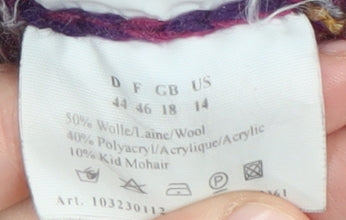 D F GB US
44 46 18 14
50% Wolle/Laine/Wool
40% Polyacryl/Acrylique/Acrylic
10% Kid Mohair
P
Art. 103230112